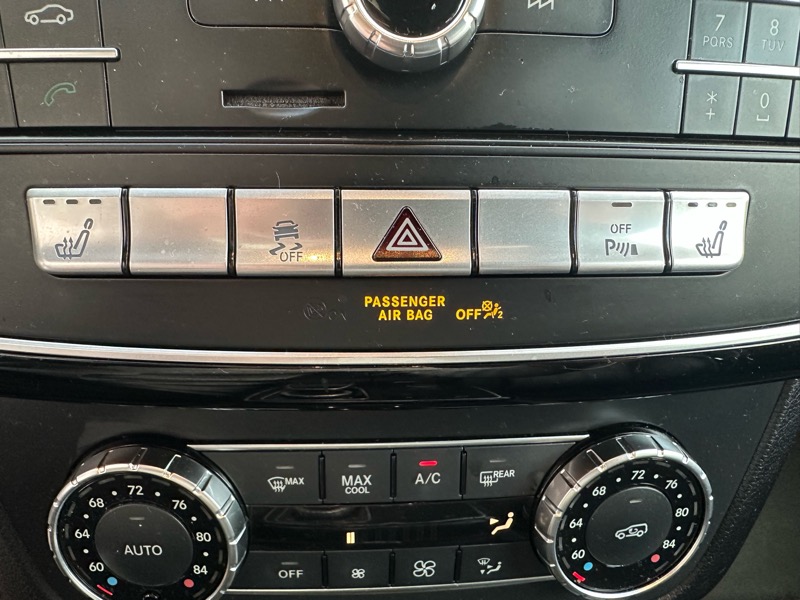 7 8
PQRS TUV
* 0
+
OFF
OFF
PASSENGER
AIR BAG OFF 2
MAX MAX COOL A/C REAR
68 72 76
64 80
60 84
AUTO
68 72 76
64 80
60 84
OFF